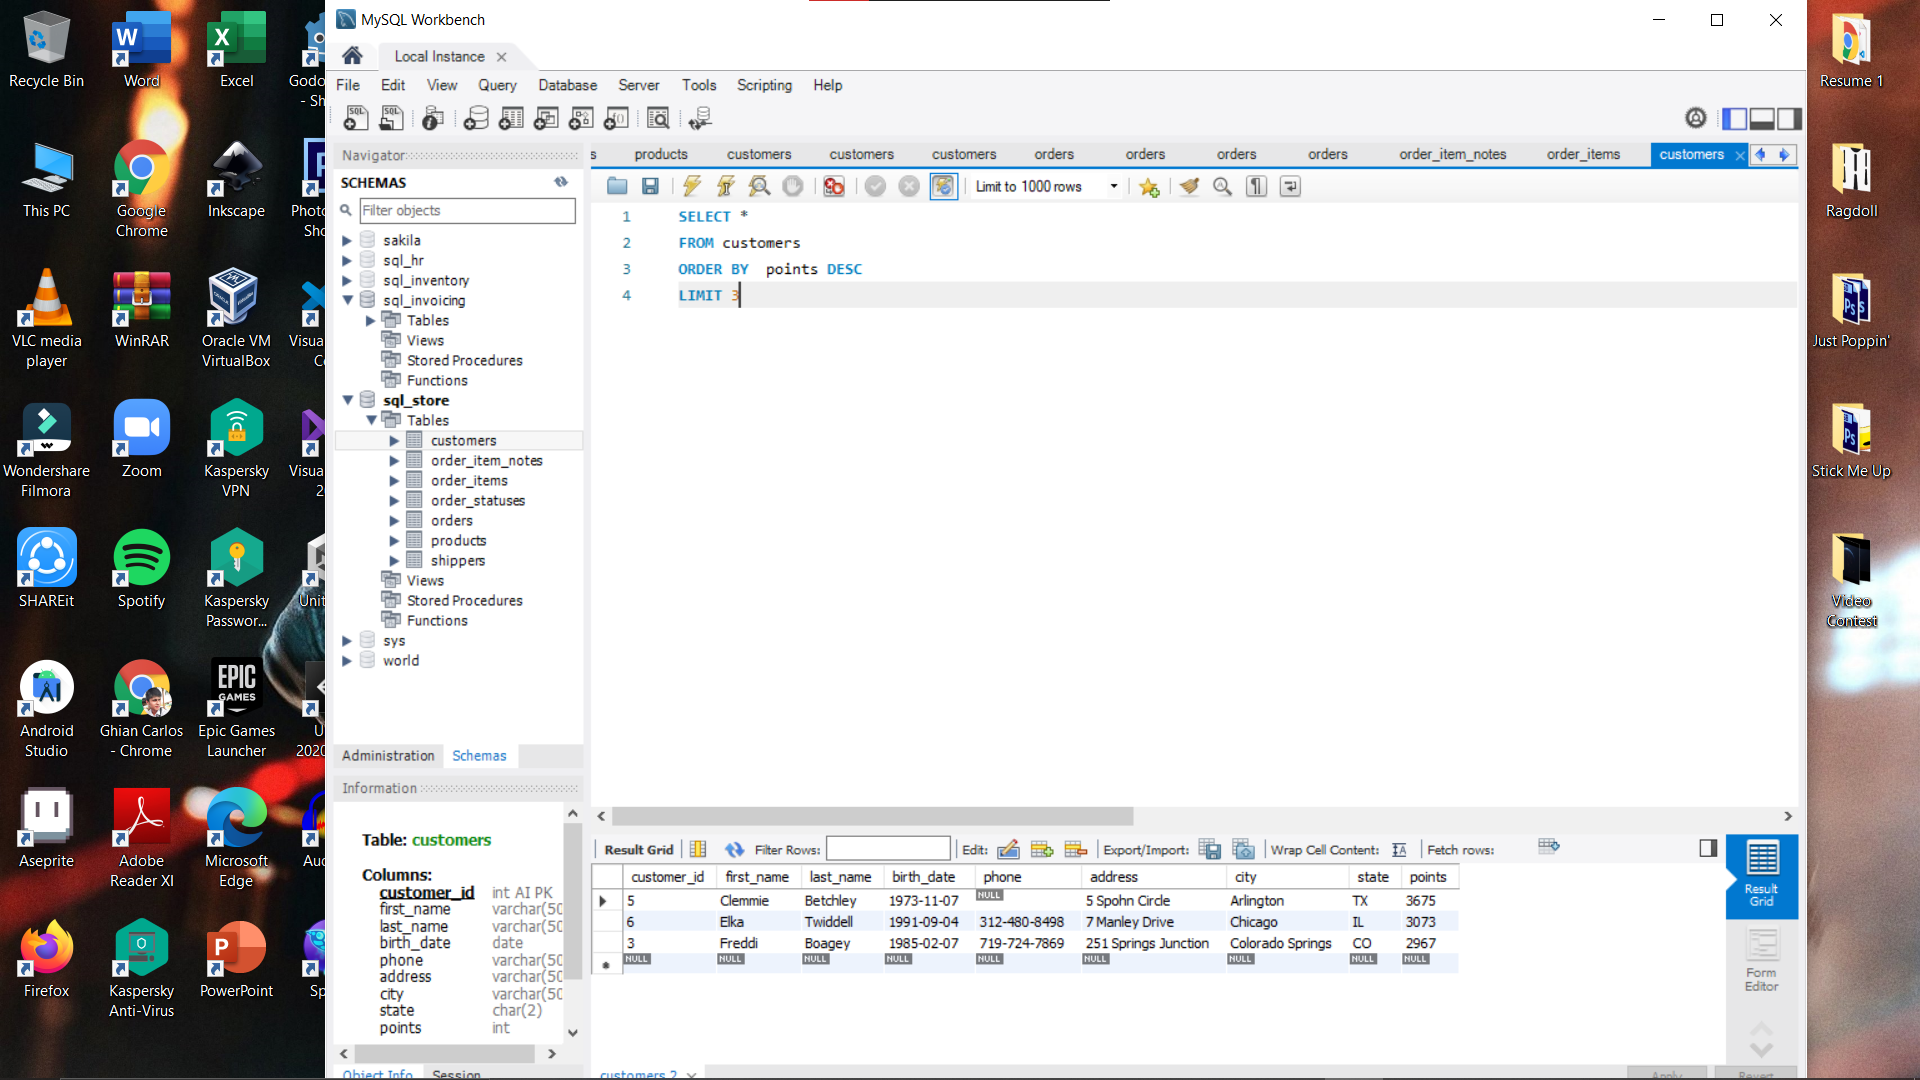 Recycle Bin
Word
Excel
This PC
Google Chrome
Inkscape
VLC media player
WinRAR
Oracle VM VirtualBox
Wondershare Filmora
Zoom
Kaspersky VPN
SHAREit
Spotify
Kaspersky Passwor...
Android Studio
Ghian Carlos - Chrome
EPIC GAMES
Epic Games Launcher
Aseprite
Adobe Reader XI
Microsoft Edge
Firefox
Kaspersky Anti-Virus
PowerPoint
MySQL Workbench
Local Instance
File Edit View Query Database Server Tools Scripting Help
Navigator
SCHEMAS
Filter objects
sakila
sql_hr
sql_inventory
sql_invoicing
Tables
Views
Stored Procedures
Functions
sql_store
Tables
customers
order_item_notes
order_items
order_statuses
orders
products
shippers
Views
Stored Procedures
Functions
sys
world
Administration Schemas
Information
Table: customers
Columns:
customer_id int AI PK
first_name varchar(50
last_name varchar(50
birth_date date
phone varchar(50
address varchar(50
city varchar(50
state char(2)
points int
Object Info Session
s products customers customers customers orders orders orders orders order_item_notes order_items customers
Limit to 1000 rows
1 SELECT *
2 FROM customers
3 ORDER BY  points DESC
4 LIMIT 3
Result Grid Filter Rows: Edit: Export/Import: Wrap Cell Content: Fetch rows:
customer_id first_name last_name birth_date phone address city state points
5 Clemmie Betchley 1973-11-07 NULL 5 Spohn Circle Arlington TX 3675
6 Elka Twiddell 1991-09-04 312-480-8498 7 Manley Drive Chicago IL 3073
3 Freddi Boagey 1985-02-07 719-724-7869 251 Springs Junction Colorado Springs CO 2967
NULL NULL NULL NULL NULL NULL NULL NULL NULL
Result Grid
Form Editor
customers 2
Apply Revert
Resume 1
Ragdoll
Just Poppin'
Stick Me Up
Video Contest